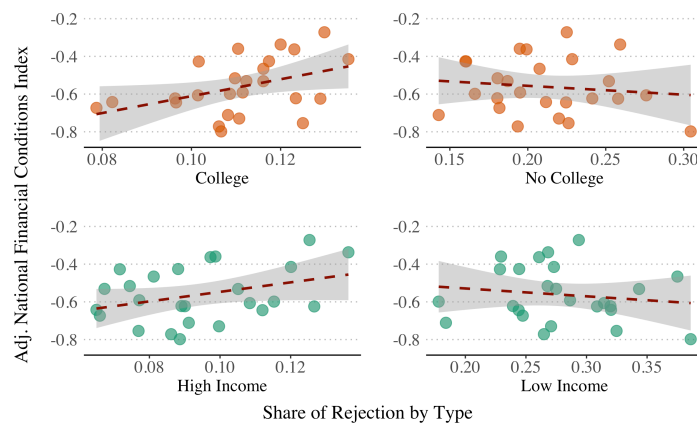 Adj. National Financial Conditions Index
-0.2
-0.4
-0.6
-0.8
0.08 0.10 0.12
College
-0.2
-0.4
-0.6
-0.8
0.15 0.20 0.25 0.30
No College
-0.2
-0.4
-0.6
-0.8
0.08 0.10 0.12
High Income
-0.2
-0.4
-0.6
-0.8
0.20 0.25 0.30 0.35
Low Income
Share of Rejection by Type